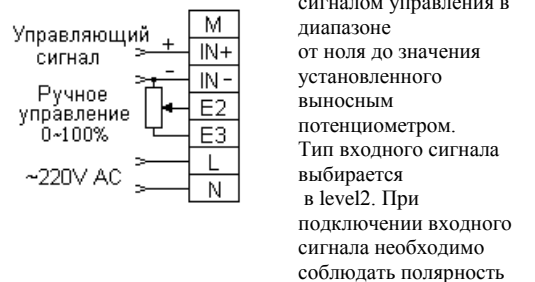 Управляющий
сигнал
+
–
Ручное
управление
0~100%
~220V AC
M
IN+
IN-
E2
E3
L
N
сигналом управления в
диапазоне
от ноля до значения
установленного
выносным
потенциометром.
Тип входного сигнала
выбирается
в level2. При
подключении входного
сигнала необходимо
соблюдать полярность